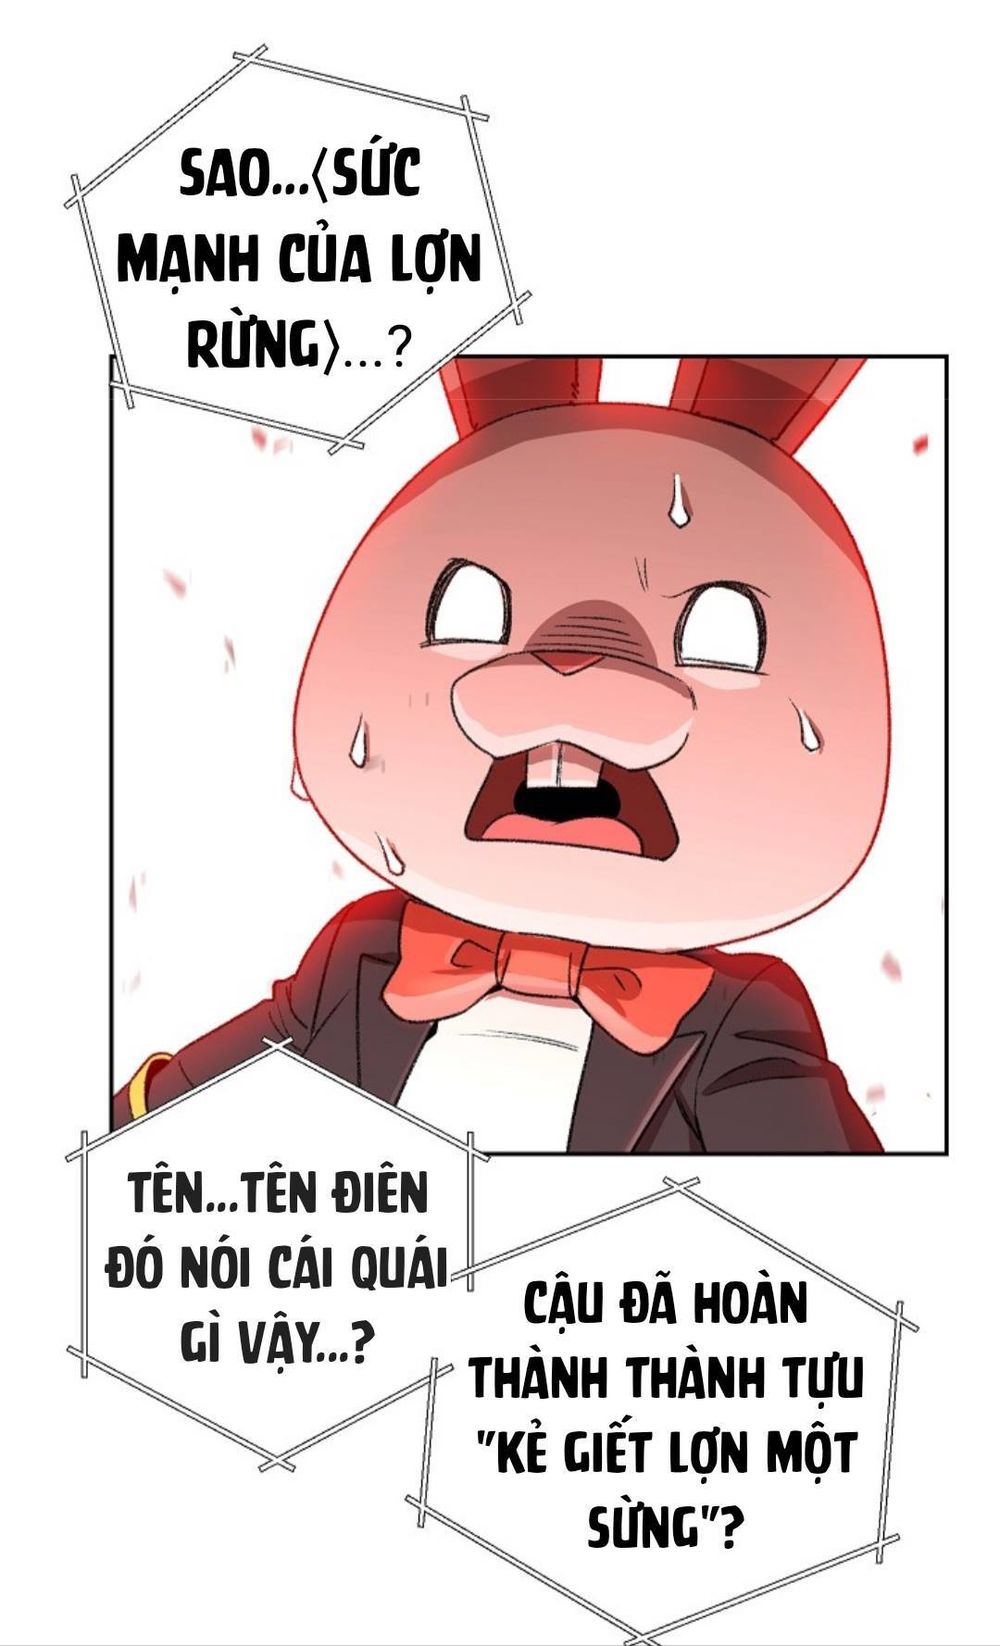 SAO...〈SỨC
MẠNH CỦA LỢN
RỪNG〉...?
TÊN...TÊN ĐIÊN
ĐÓ NÓI CÁI QUÁI
GÌ VẬY...?
CẬU ĐÃ HOÀN
THÀNH THÀNH TỰU
"KẺ GIẾT LỢN MỘT
SỪNG"?